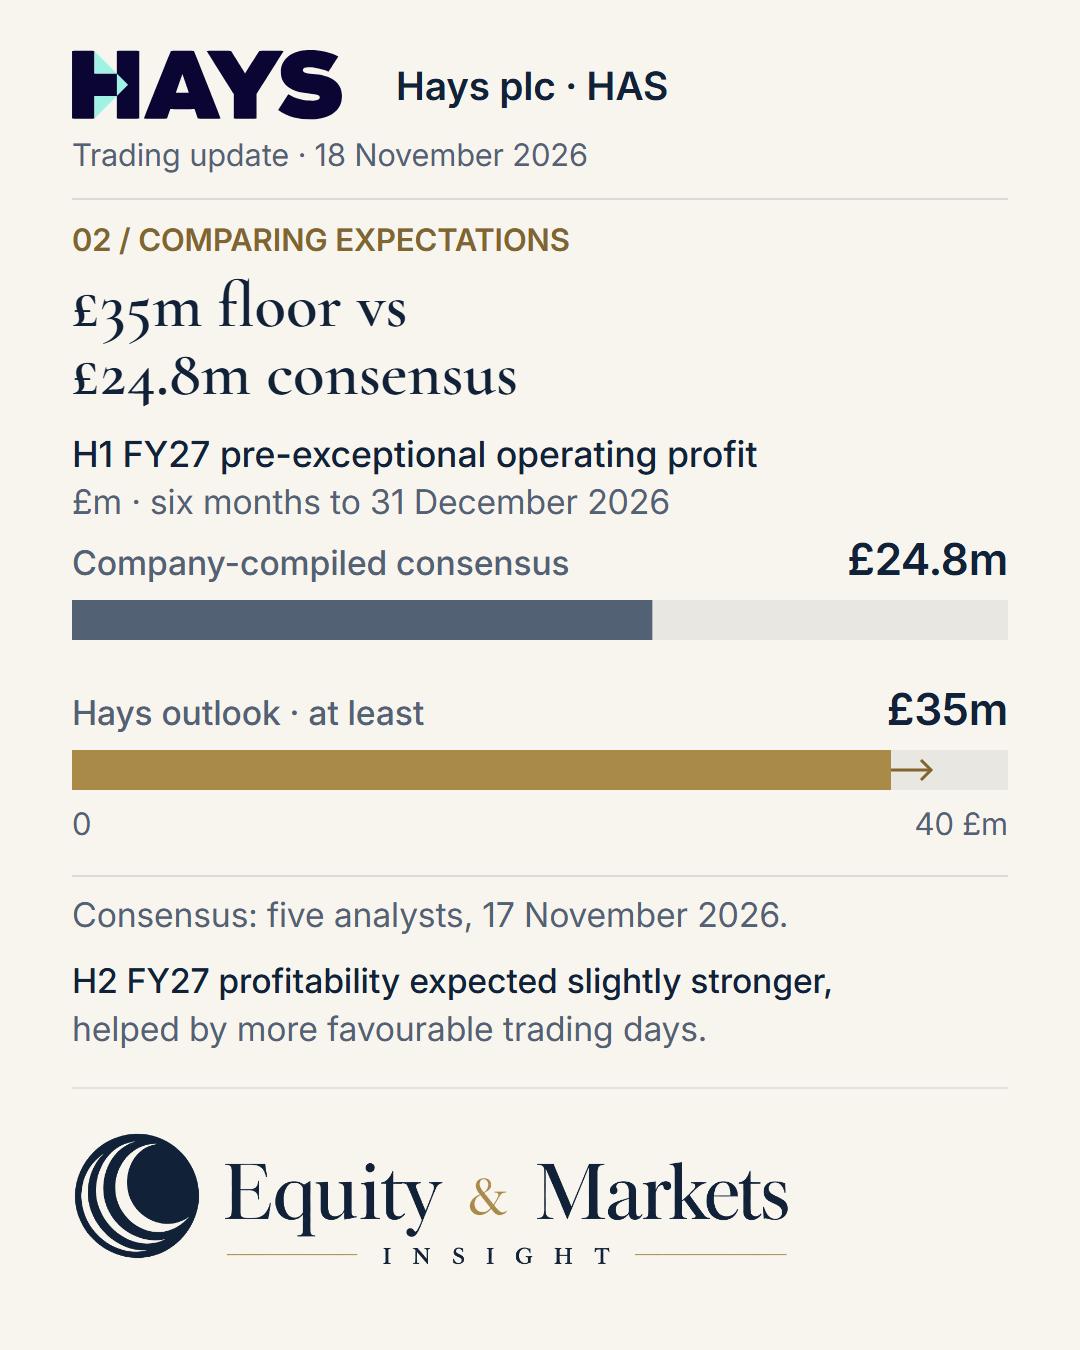 HAYS
Hays plc · HAS
Trading update · 18 November 2026
02 / COMPARING EXPECTATIONS
£35m floor vs
£24.8m consensus
H1 FY27 pre-exceptional operating profit
£m · six months to 31 December 2026
Company-compiled consensus
£24.8m
Hays outlook · at least
£35m
0
40 £m
Consensus: five analysts, 17 November 2026.
H2 FY27 profitability expected slightly stronger,
helped by more favourable trading days.
Equity & Markets
INSIGHT